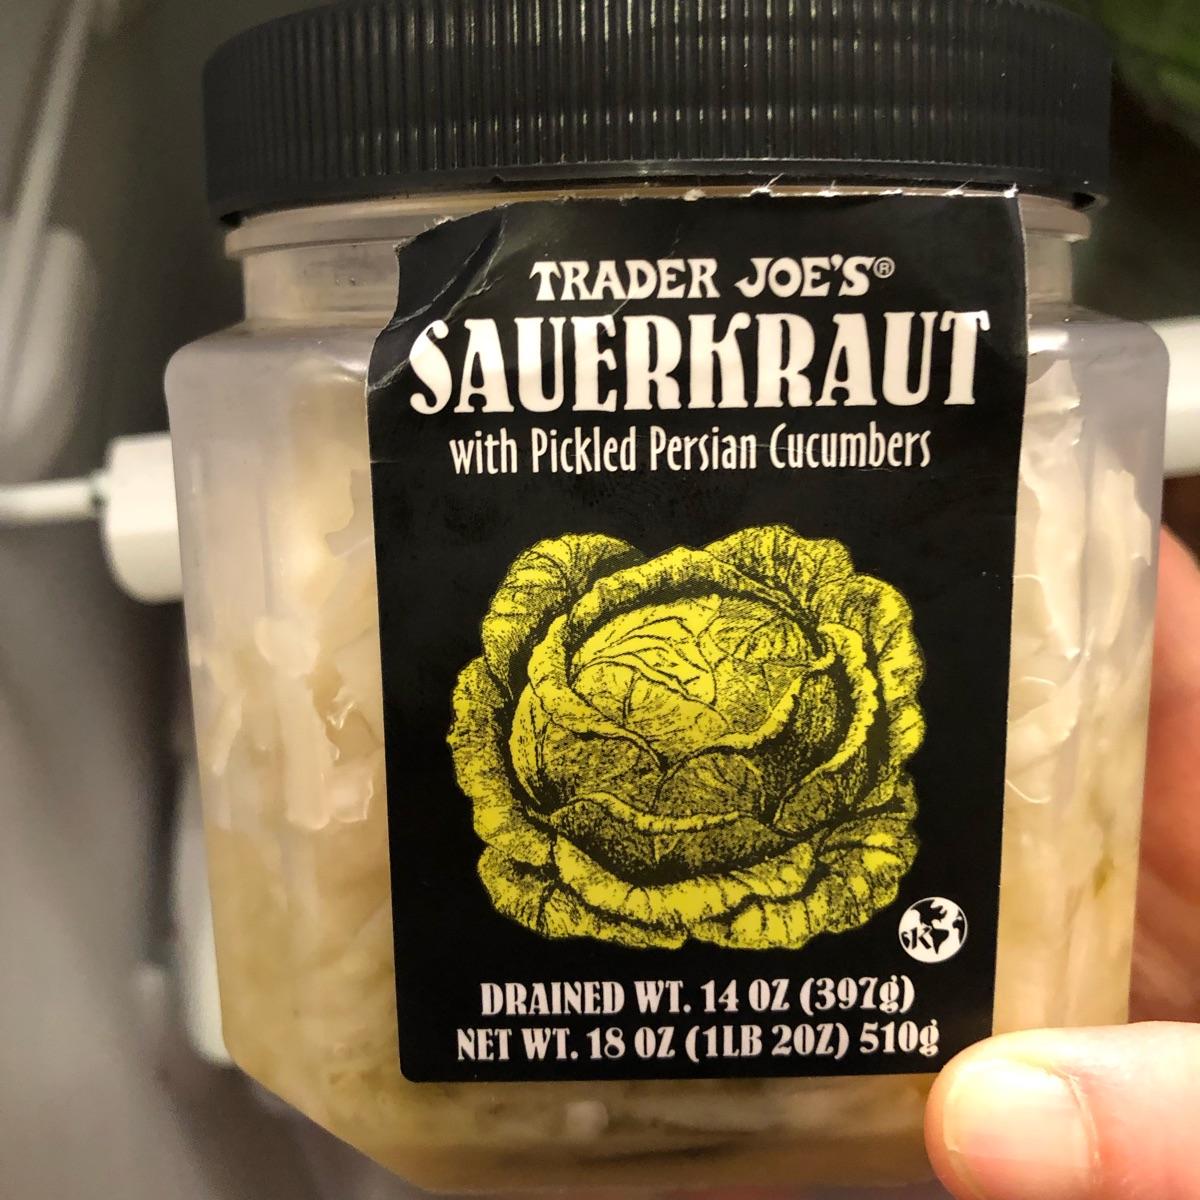 TRADER JOE'S®
SAUERKRAUT
with Pickled Persian Cucumbers
K
DRAINED WT. 14 OZ (397g)
NET WT. 18 OZ (1LB 2OZ) 510g